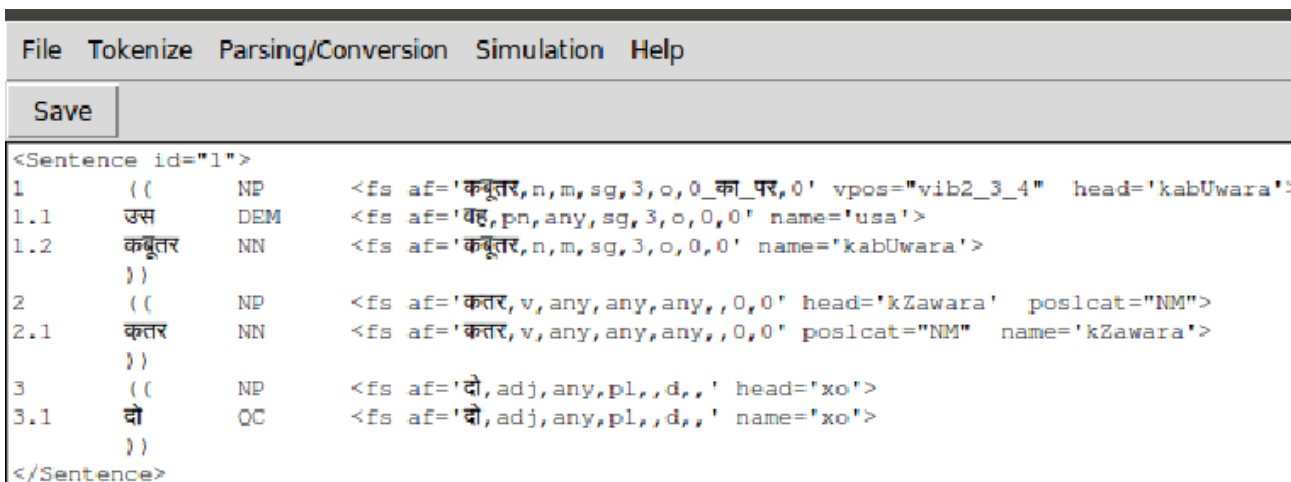 File Tokenize Parsing/Conversion Simulation Help
Save
<Sentence id="1">
1 (( NP <fs af='कबूतर,n,m,sg,3,o,0_का_पर,0' vpos="vib2_3_4" head='kabUwara'>
1.1 उस DEM <fs af='वह,pn,any,sg,3,o,0,0' name='usa'>
1.2 कबूतर NN <fs af='कबूतर,n,m,sg,3,o,0,0' name='kabUwara'>
))
2 (( NP <fs af='कतर,v,any,any,any,,0,0' head='kZawara' poslcat="NM">
2.1 क़तर NN <fs af='कतर,v,any,any,any,,0,0' poslcat="NM" name='kZawara'>
))
3 (( NP <fs af='दो,adj,any,pl,,d,,' head='xo'>
3.1 दो QC <fs af='दो,adj,any,pl,,d,,' name='xo'>
))
</Sentence>